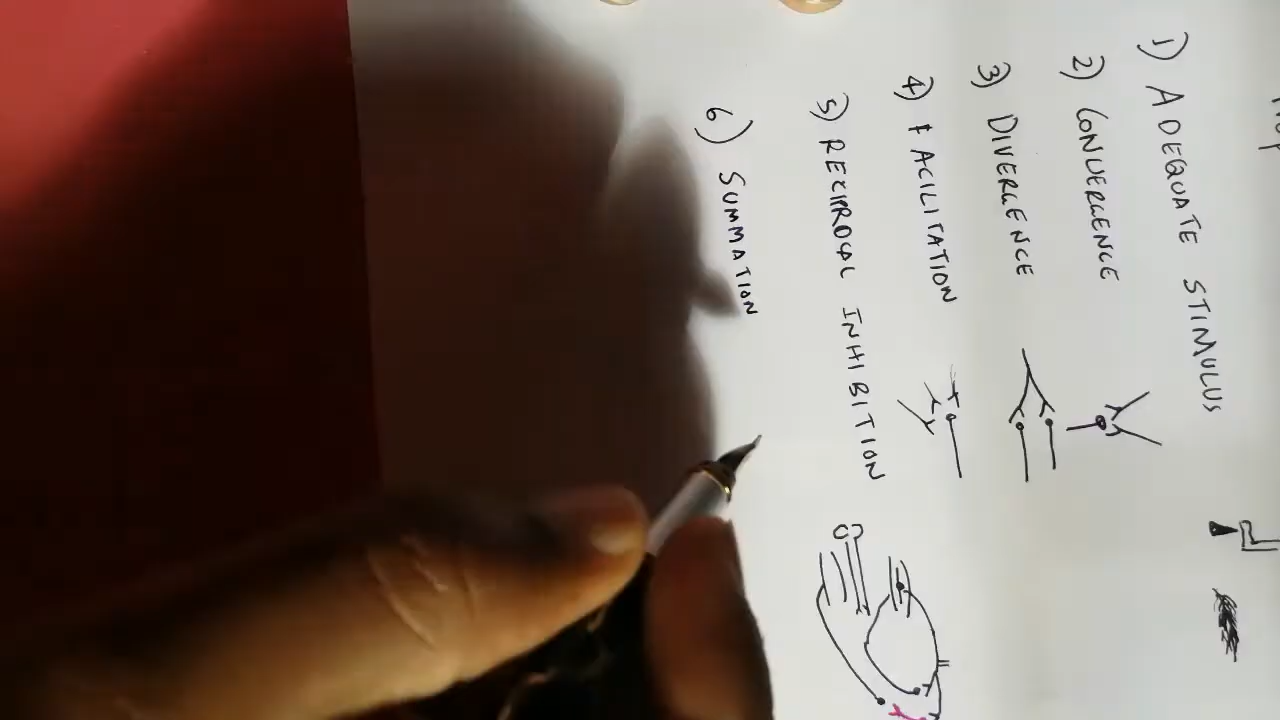 1) ADEQUATE STIMULUS
2) CONVERGENCE
3) DIVERGENCE
4) FACILITATION
5) RECIPROCAL INHIBITION
6) SUMMATION